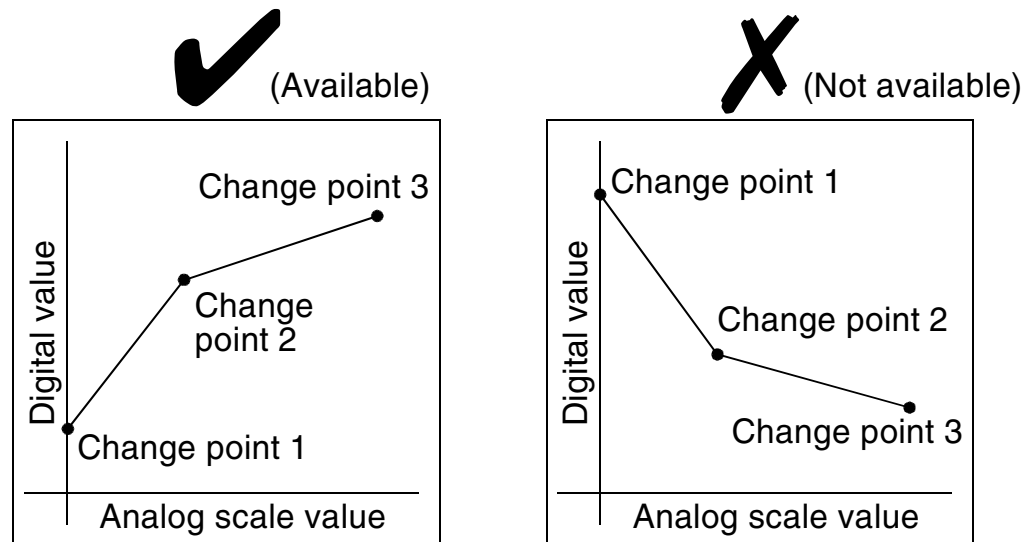 (Available)
Change point 3
Change
point 2
Change point 1
Digital value
Analog scale value
(Not available)
Change point 1
Change point 2
Change point 3
Digital value
Analog scale value